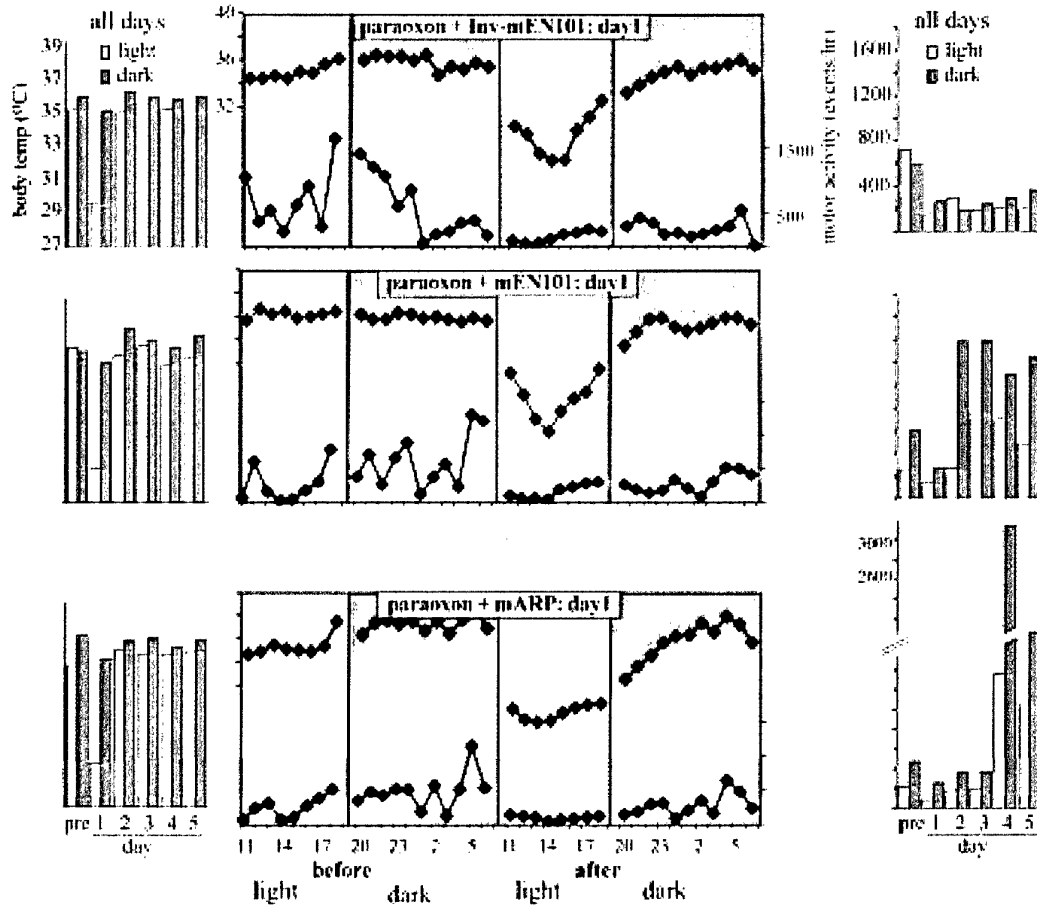 all days
light
dark
body temp (°C)
39
37
35
33
31
29
27
40
36
32
paraoxon + Inv-mEN101: day1
1500
500
all days
light
dark
motor activity (events/hr)
1600
1200
800
400
paraoxon + mEN101: day1
paraoxon + mARP: day1
3000
2600
pre 1 2 3 4 5
day
11 14 17 20 23 2 5 11 14 17 20 23 2 5
before after
light dark light dark
pre 1 2 3 4 5
day